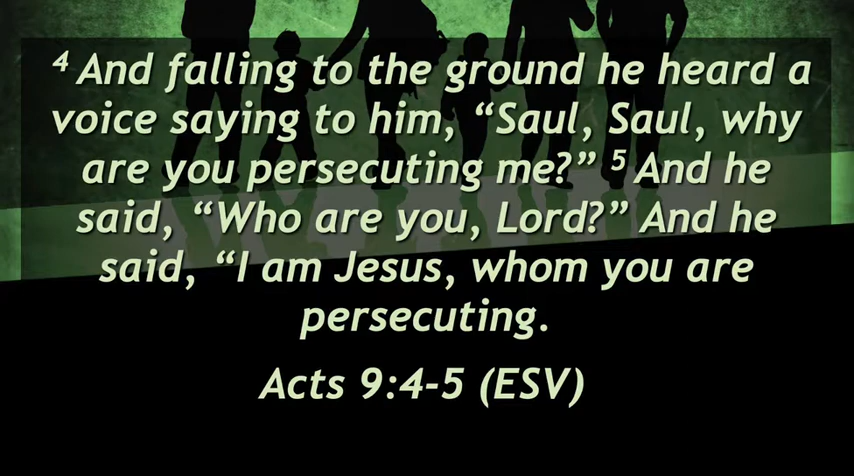 ⁴ And falling to the ground he heard a
voice saying to him, “Saul, Saul, why
are you persecuting me?” ⁵ And he
said, “Who are you, Lord?” And he
said, “I am Jesus, whom you are
persecuting.
Acts 9:4-5 (ESV)